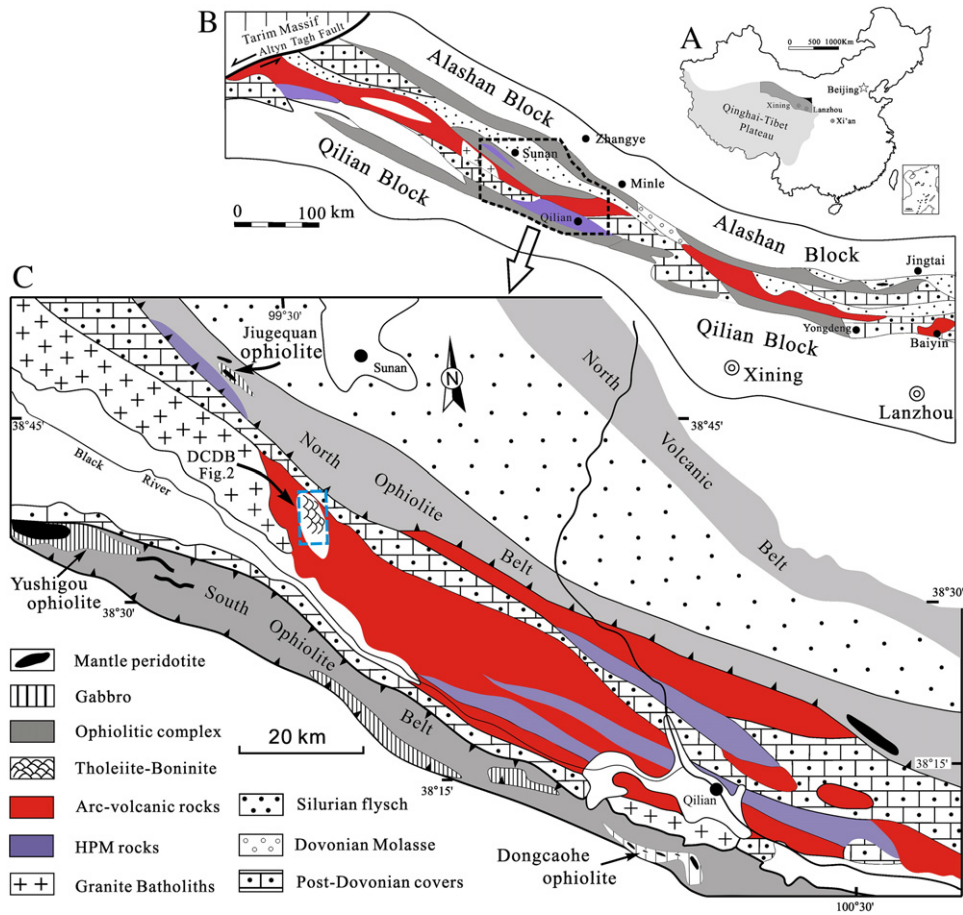 B
Tarim Massif
Altyn Tagh Fault
Alashan Block
Qilian Block
Zhangye
Sunan
Minle
Qilian
0 100 km
Alashan
Block
Jingtai
Qilian Block
Yongdeng
Baiyin
Xining
Lanzhou
A
0 500 1000Km
Beijing
Xining
Lanzhou
Xi'an
Qinghai-Tibet
Plateau
C
99°30'
Jiugequan
ophiolite
Sunan
N
38°45'
38°45'
DCDB
Fig.2
Black
River
North
Ophiolite
Belt
North
Volcanic
Belt
Yushigou
ophiolite
38°30'
38°30'
South
Ophiolite
Belt
38°15'
38°15'
20 km
Qilian
Dongcaohe
ophiolite
100°30'
Mantle peridotite
Gabbro
Ophiolitic complex
Tholeiite-Boninite
Arc-volcanic rocks
HPM rocks
Granite Batholiths
Silurian flysch
Dovonian Molasse
Post-Dovonian covers